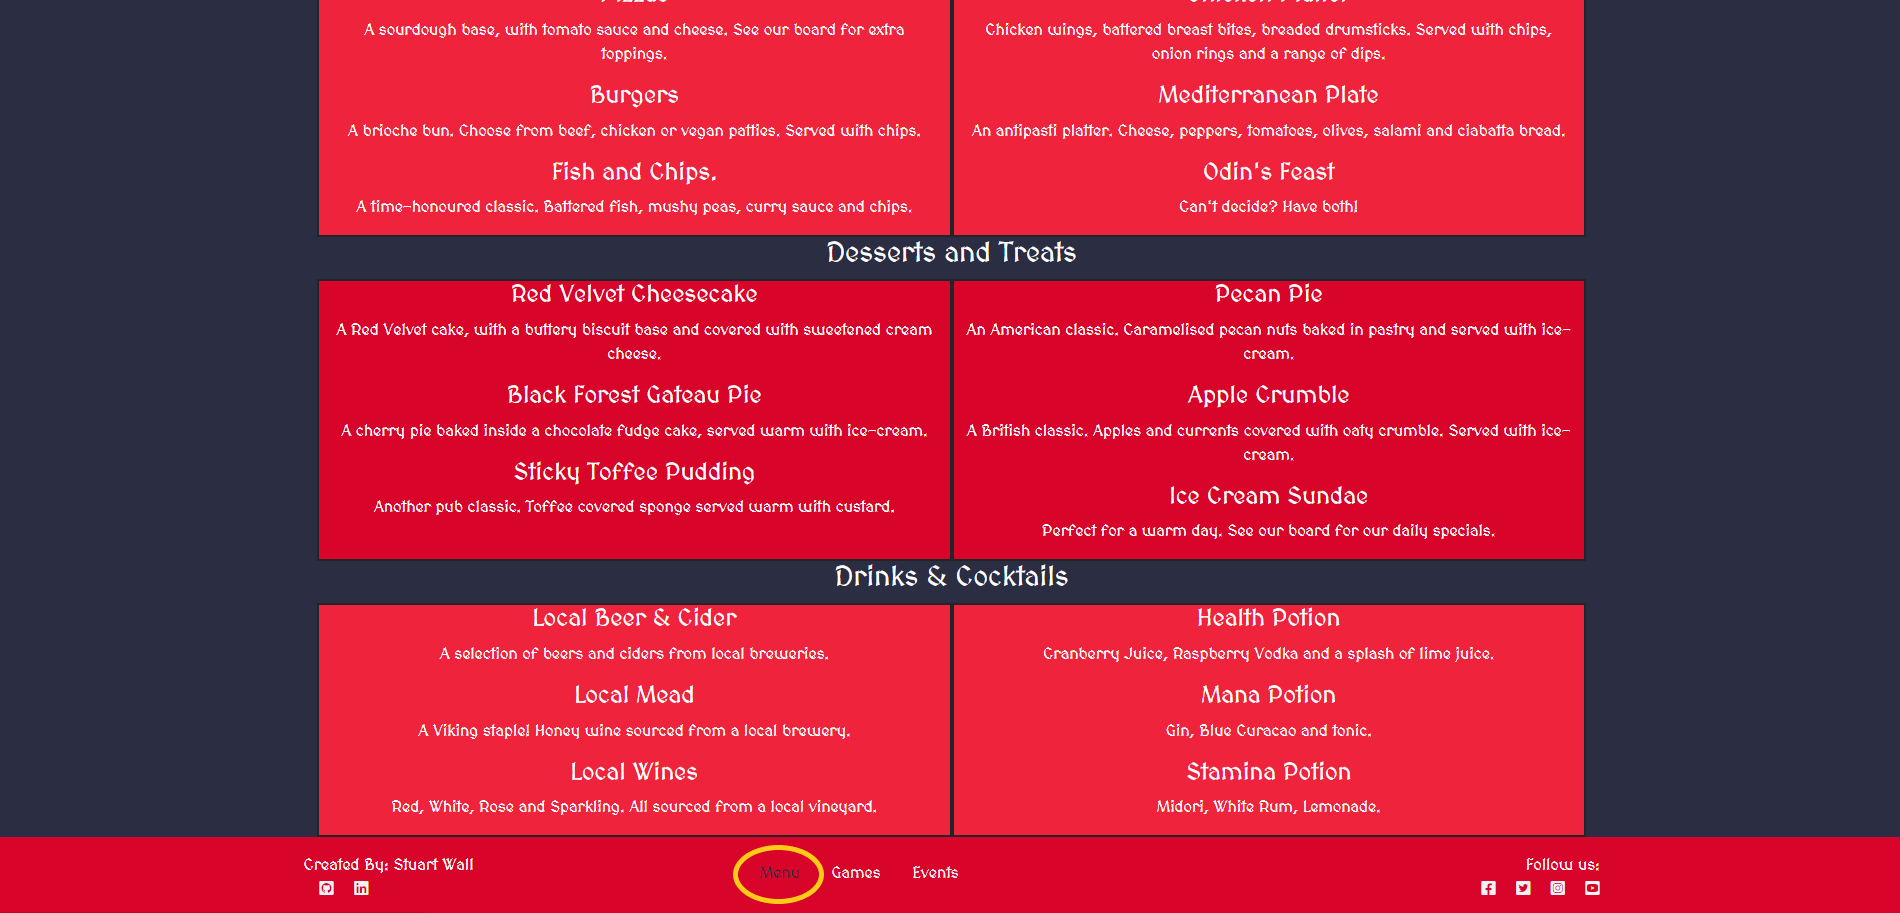 A sourdough base, with tomato sauce and cheese. See our board for extra
toppings.
Burgers
A brioche bun. Choose from beef, chicken or vegan patties. Served with chips.
Fish and Chips.
A time-honoured classic. Battered fish, mushy peas, curry sauce and chips.
Chicken wings, battered breast bites, breaded drumsticks. Served with chips,
onion rings and a range of dips.
Mediterranean Plate
An antipasti platter. Cheese, peppers, tomatoes, olives, salami and ciabatta bread.
Odin's Feast
Can't decide? Have both!
Desserts and Treats
Red Velvet Cheesecake
A Red Velvet cake, with a buttery biscuit base and covered with sweetened cream
cheese.
Black Forest Gateau Pie
A cherry pie baked inside a chocolate fudge cake, served warm with ice-cream.
Sticky Toffee Pudding
Another pub classic. Toffee covered sponge served warm with custard.
Pecan Pie
An American classic. Caramelised pecan nuts baked in pastry and served with ice-
cream.
Apple Crumble
A British classic. Apples and currents covered with oaty crumble. Served with ice-
cream.
Ice Cream Sundae
Perfect for a warm day. See our board for our daily specials.
Drinks & Cocktails
Local Beer & Cider
A selection of beers and ciders from local breweries.
Local Mead
A Viking staple! Honey wine sourced from a local brewery.
Local Wines
Red, White, Rose and Sparkling. All sourced from a local vineyard.
Health Potion
Cranberry Juice, Raspberry Vodka and a splash of lime juice.
Mana Potion
Gin, Blue Curacao and tonic.
Stamina Potion
Midori, White Rum, Lemonade.
Created By: Stuart Wall
Menu Games Events
Follow us: